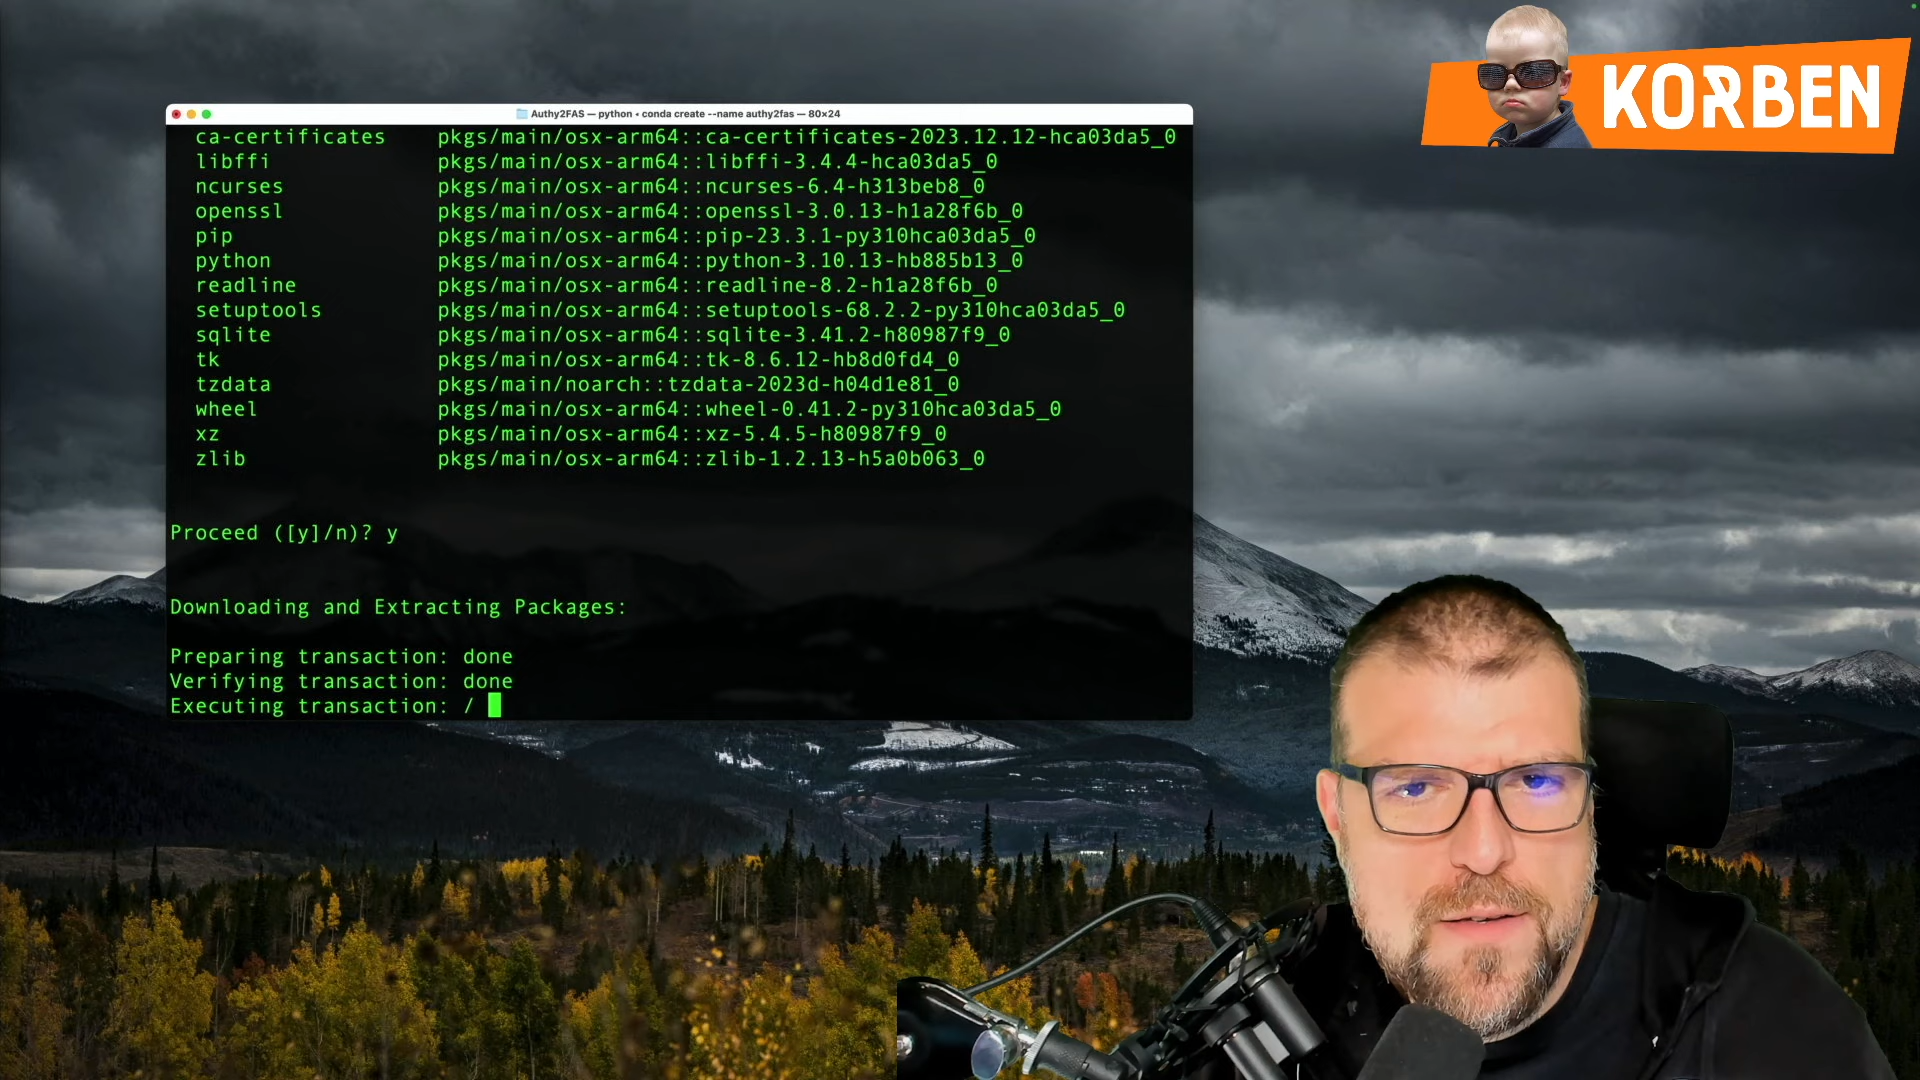 KORBEN
Authy2FAS — python • conda create --name authy2fas — 80×24
ca-certificates pkgs/main/osx-arm64::ca-certificates-2023.12.12-hca03da5_0
libffi pkgs/main/osx-arm64::libffi-3.4.4-hca03da5_0
ncurses pkgs/main/osx-arm64::ncurses-6.4-h313beb8_0
openssl pkgs/main/osx-arm64::openssl-3.0.13-h1a28f6b_0
pip pkgs/main/osx-arm64::pip-23.3.1-py310hca03da5_0
python pkgs/main/osx-arm64::python-3.10.13-hb885b13_0
readline pkgs/main/osx-arm64::readline-8.2-h1a28f6b_0
setuptools pkgs/main/osx-arm64::setuptools-68.2.2-py310hca03da5_0
sqlite pkgs/main/osx-arm64::sqlite-3.41.2-h80987f9_0
tk pkgs/main/osx-arm64::tk-8.6.12-hb8d0fd4_0
tzdata pkgs/main/noarch::tzdata-2023d-h04d1e81_0
wheel pkgs/main/osx-arm64::wheel-0.41.2-py310hca03da5_0
xz pkgs/main/osx-arm64::xz-5.4.5-h80987f9_0
zlib pkgs/main/osx-arm64::zlib-1.2.13-h5a0b063_0
Proceed ([y]/n)? y
Downloading and Extracting Packages:
Preparing transaction: done
Verifying transaction: done
Executing transaction: /